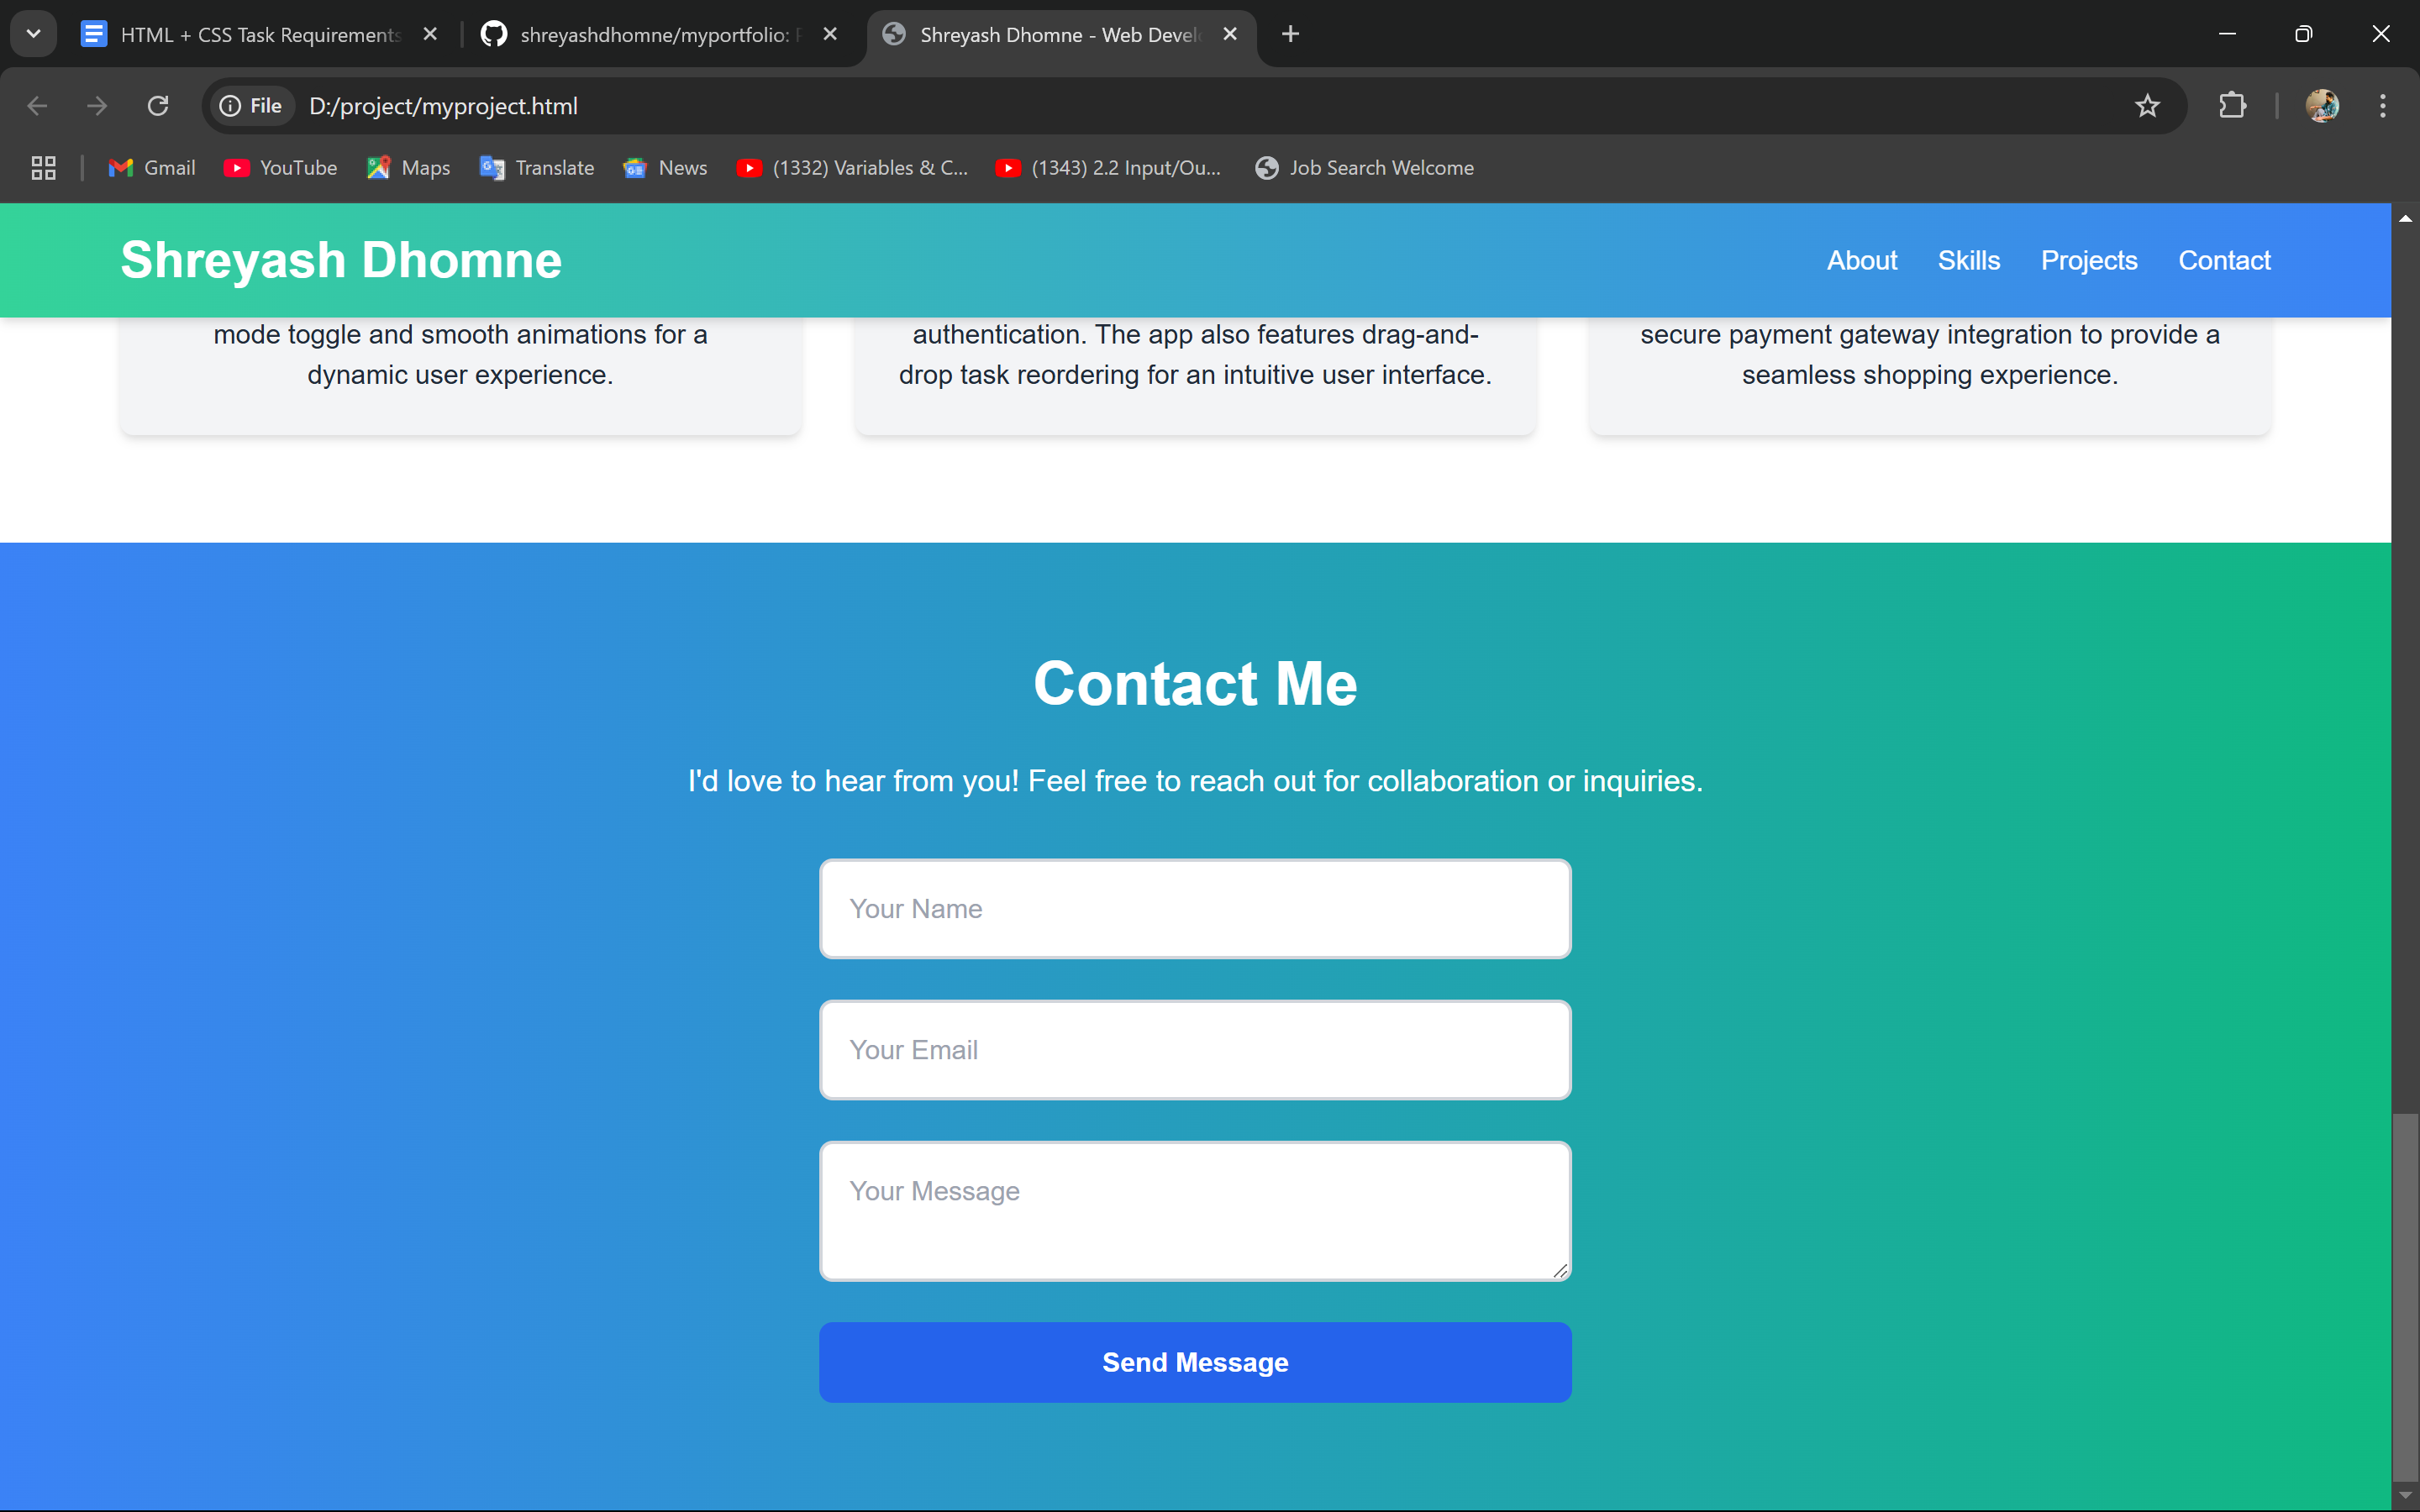 HTML + CSS Task Requirements
shreyashdhomne/myportfolio:
Shreyash Dhomne - Web Devel
File
D:/project/myproject.html
Gmail
YouTube
Maps
Translate
News
(1332) Variables & C...
(1343) 2.2 Input/Ou...
Job Search Welcome
Shreyash Dhomne
About
Skills
Projects
Contact
mode toggle and smooth animations for a
dynamic user experience.
authentication. The app also features drag-and-
drop task reordering for an intuitive user interface.
secure payment gateway integration to provide a
seamless shopping experience.
Contact Me
I'd love to hear from you! Feel free to reach out for collaboration or inquiries.
Your Name
Your Email
Your Message
Send Message